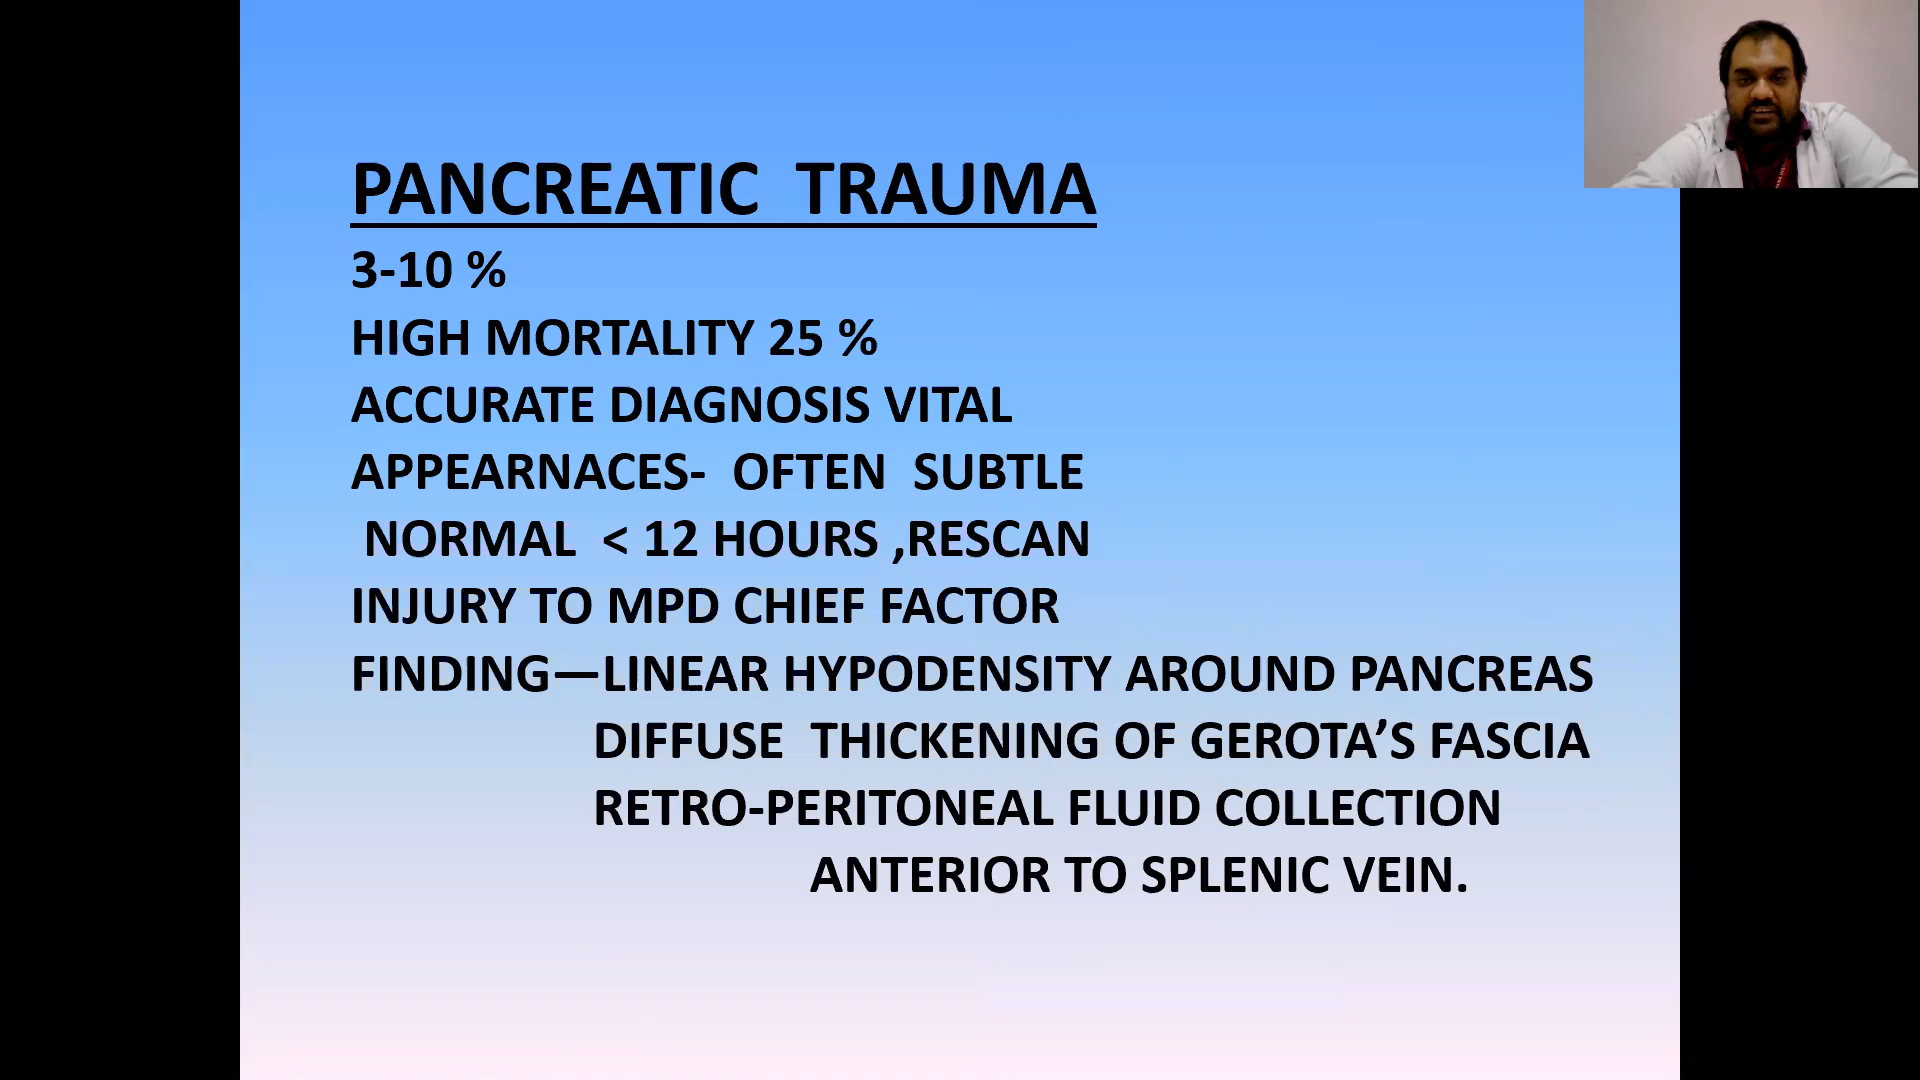 PANCREATIC TRAUMA
3-10 %
HIGH MORTALITY 25 %
ACCURATE DIAGNOSIS VITAL
APPEARNACES- OFTEN SUBTLE
NORMAL < 12 HOURS ,RESCAN
INJURY TO MPD CHIEF FACTOR
FINDING—LINEAR HYPODENSITY AROUND PANCREAS
DIFFUSE THICKENING OF GEROTA’S FASCIA
RETRO-PERITONEAL FLUID COLLECTION
ANTERIOR TO SPLENIC VEIN.